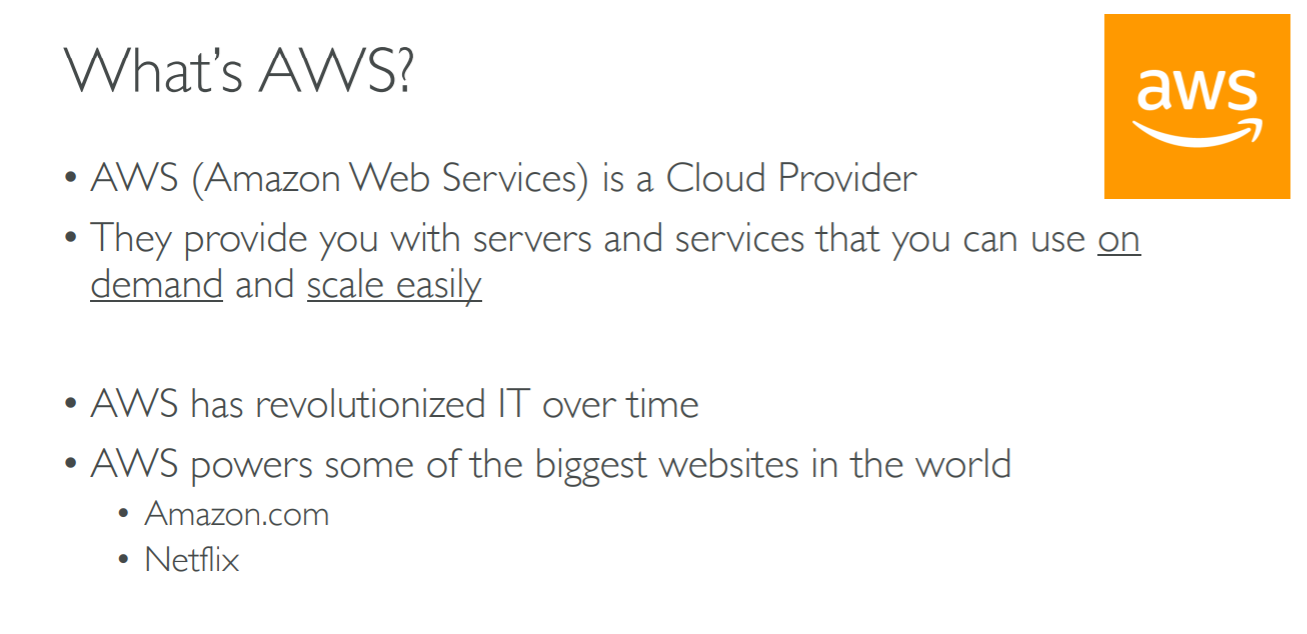 What's AWS?
aws
• AWS (Amazon Web Services) is a Cloud Provider
• They provide you with servers and services that you can use on
demand and scale easily
• AWS has revolutionized IT over time
• AWS powers some of the biggest websites in the world
• Amazon.com
• Netflix